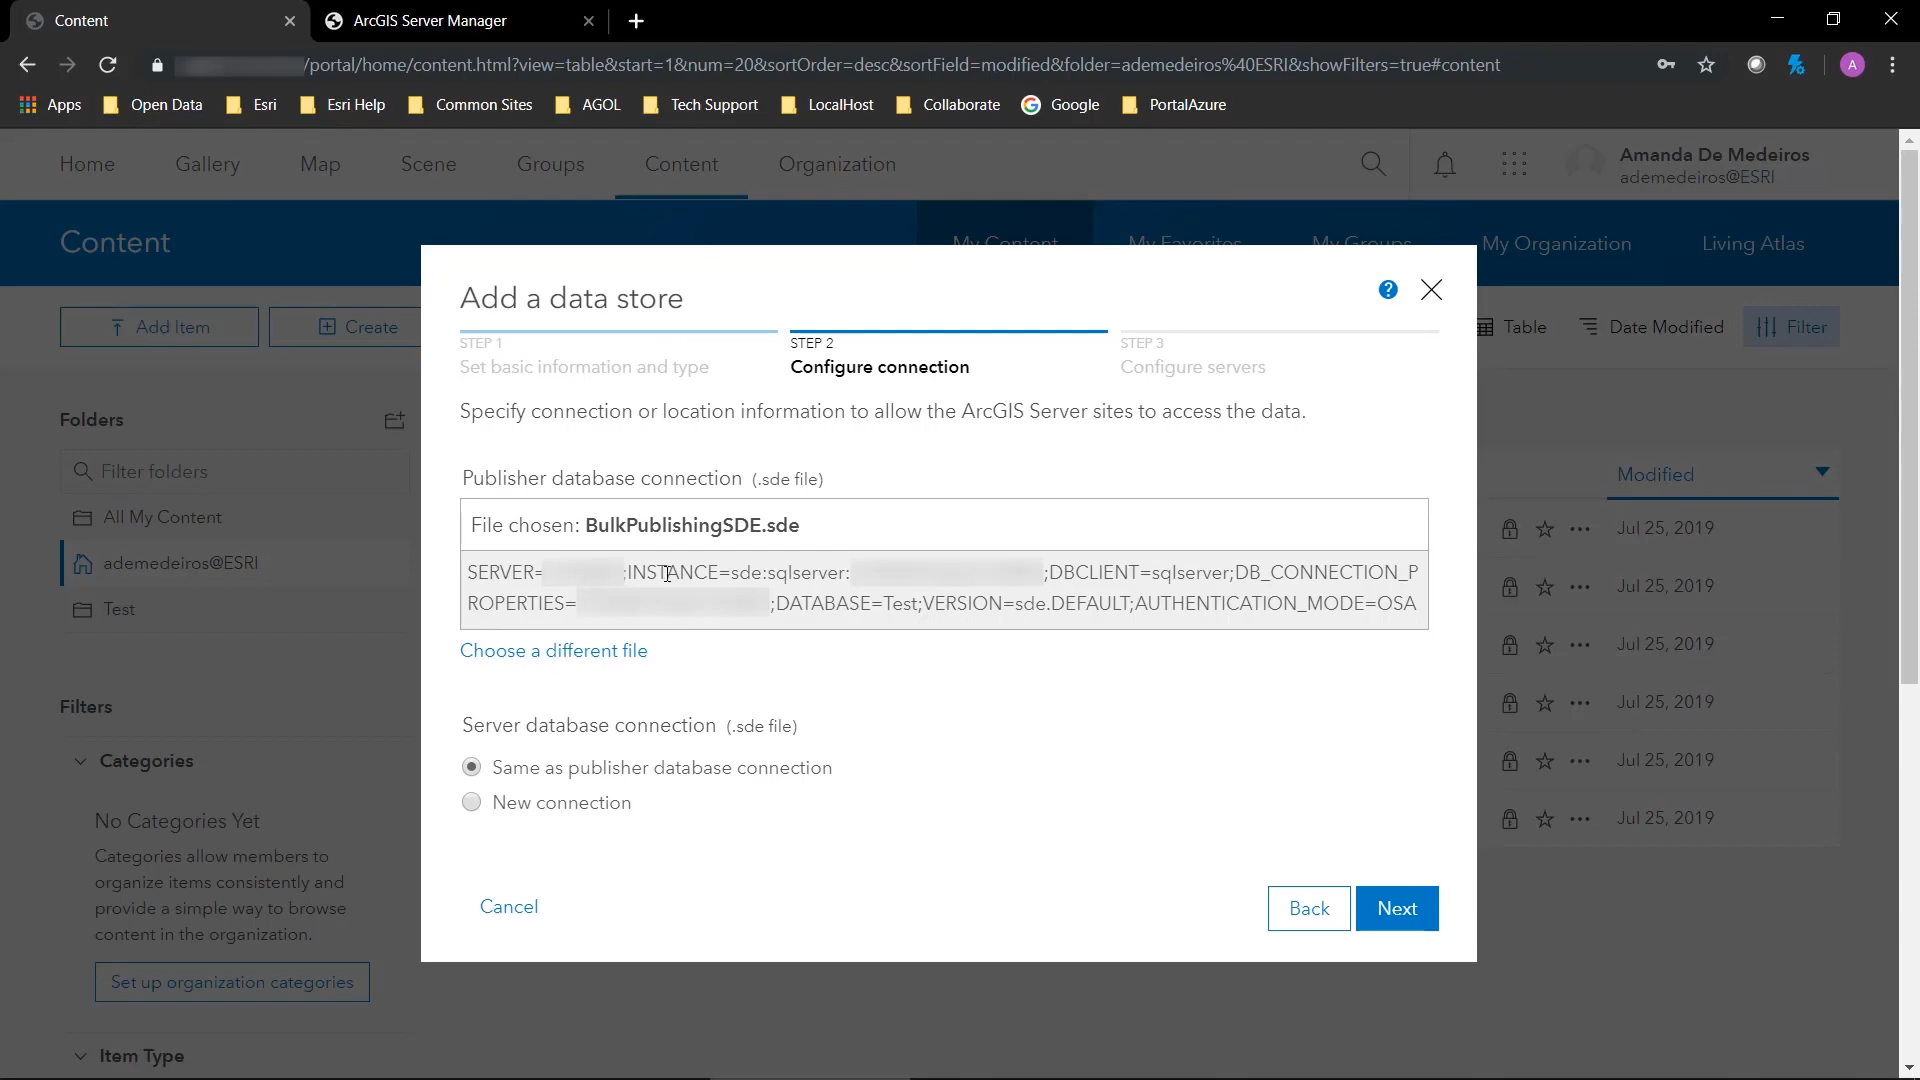 Content
ArcGIS Server Manager
/portal/home/content.html?view=table&start=1&num=20&sortOrder=desc&sortField=modified&folder=ademedeiros%40ESRI&showFilters=true#content
A
Apps Open Data Esri Esri Help Common Sites AGOL Tech Support LocalHost Collaborate Google PortalAzure
Home Gallery Map Scene Groups Content Organization
Amanda De Medeiros
ademedeiros@ESRI
Content
My Content My Favorites My Groups My Organization Living Atlas
Add Item Create
Table Date Modified Filter
Folders
Filter folders
All My Content
ademedeiros@ESRI
Test
Filters
Categories
No Categories Yet
Categories allow members to
organize items consistently and
provide a simple way to browse
content in the organization.
Set up organization categories
Item Type
Add a data store
?
STEP 1
Set basic information and type
STEP 2
Configure connection
STEP 3
Configure servers
Specify connection or location information to allow the ArcGIS Server sites to access the data.
Publisher database connection (.sde file)
File chosen: BulkPublishingSDE.sde
SERVER= ;INSTANCE=sde:sqlserver: ;DBCLIENT=sqlserver;DB_CONNECTION_P
ROPERTIES= ;DATABASE=Test;VERSION=sde.DEFAULT;AUTHENTICATION_MODE=OSA
Choose a different file
Server database connection (.sde file)
Same as publisher database connection
New connection
Cancel
Back
Next
Modified
Jul 25, 2019
Jul 25, 2019
Jul 25, 2019
Jul 25, 2019
Jul 25, 2019
Jul 25, 2019